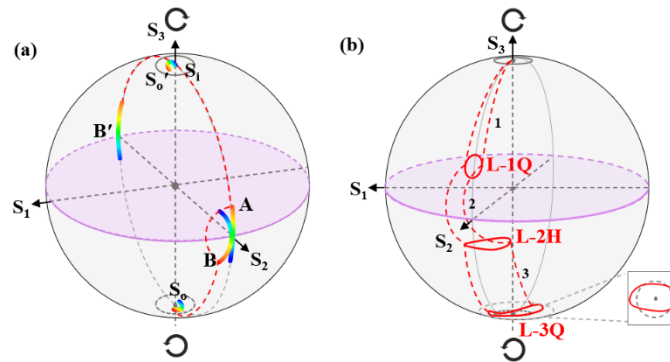 (a)
S₃
Sₒ′ Sᵢ
B′
S₁
A
B
S₂
Sₒ
(b)
S₃
1
L-1Q
S₁
2
S₂
L-2H
3
L-3Q